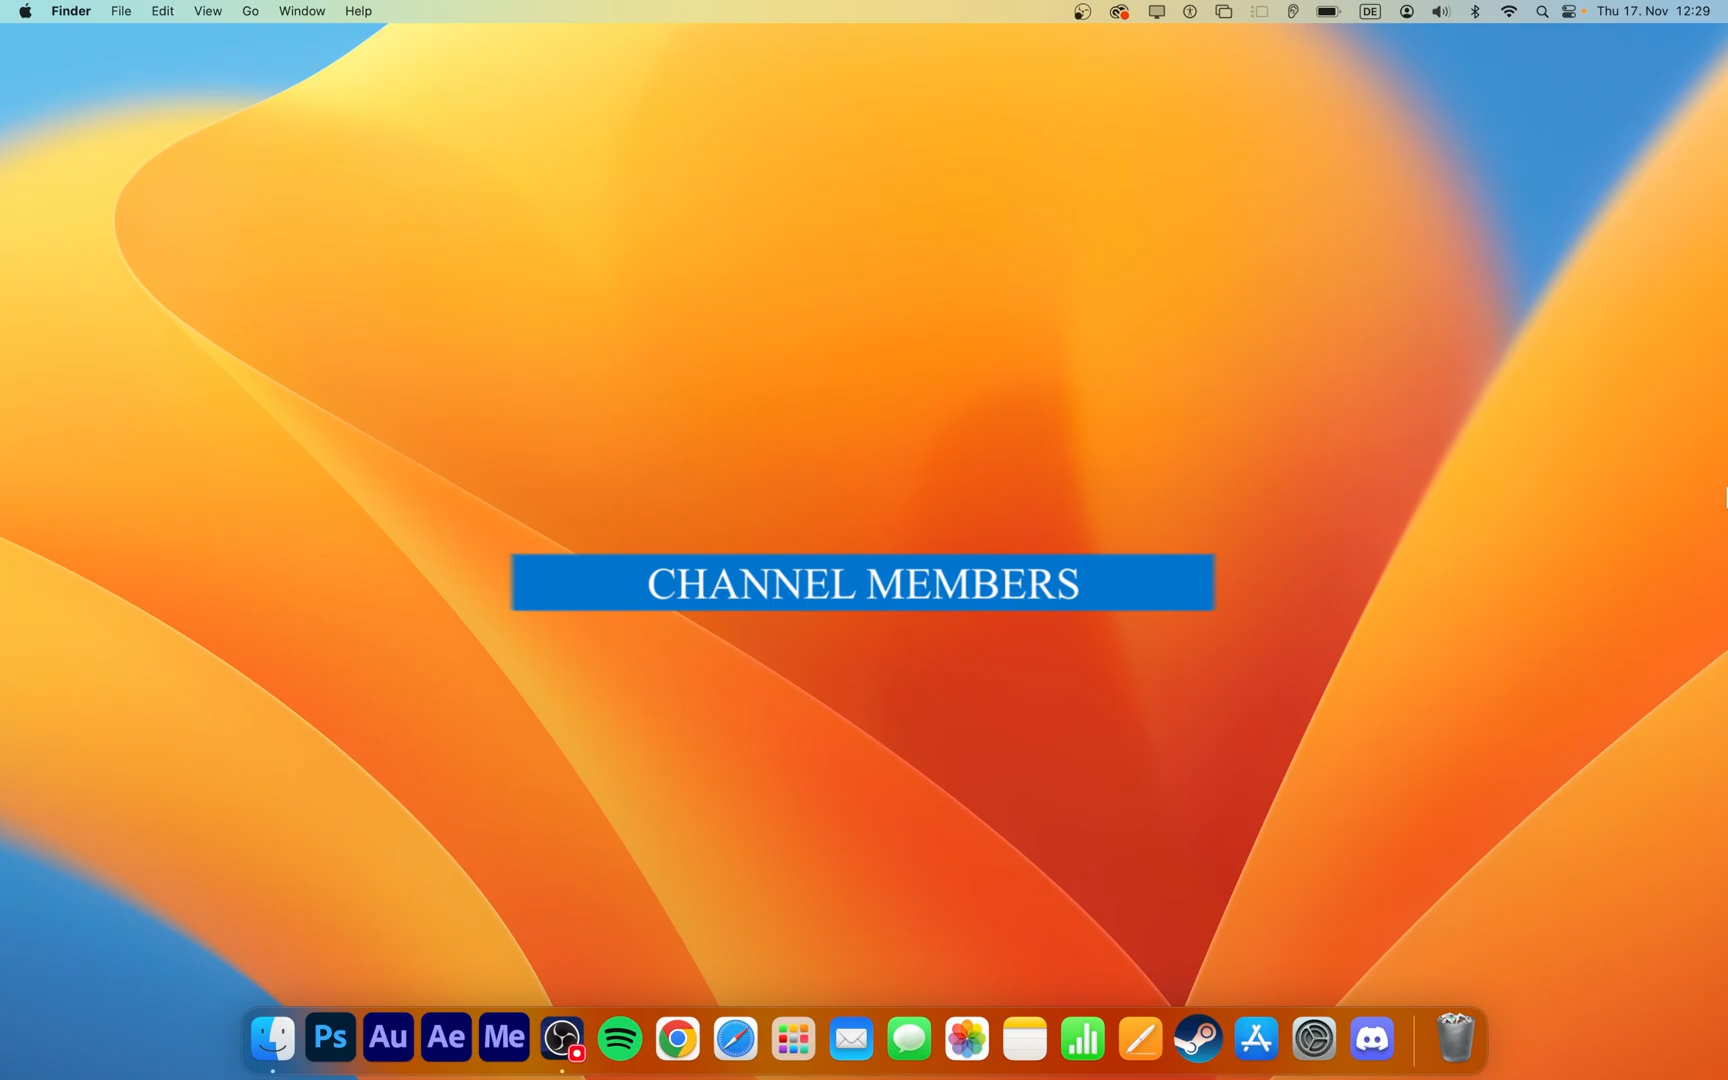 Finder File Edit View Go Window Help DE Thu 17. Nov 12:29
CHANNEL MEMBERS
Ps Au Ae Me